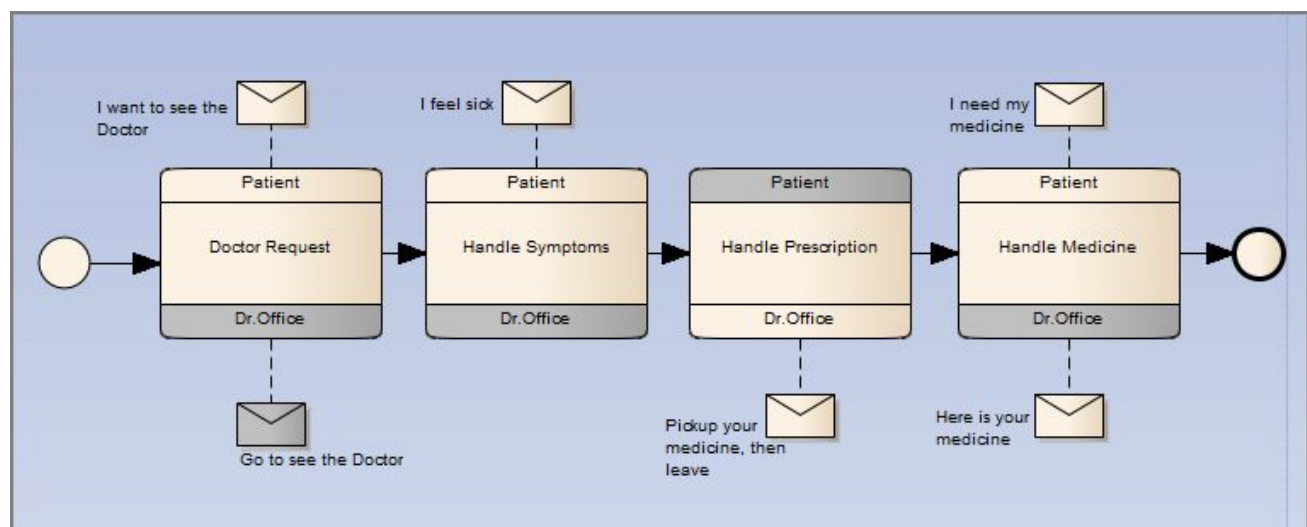 I want to see the
Doctor
I feel sick
I need my
medicine
Patient
Patient
Patient
Patient
Doctor Request
Handle Symptoms
Handle Prescription
Handle Medicine
Dr.Office
Dr.Office
Dr.Office
Dr.Office
Go to see the Doctor
Pickup your
medicine, then
leave
Here is your
medicine